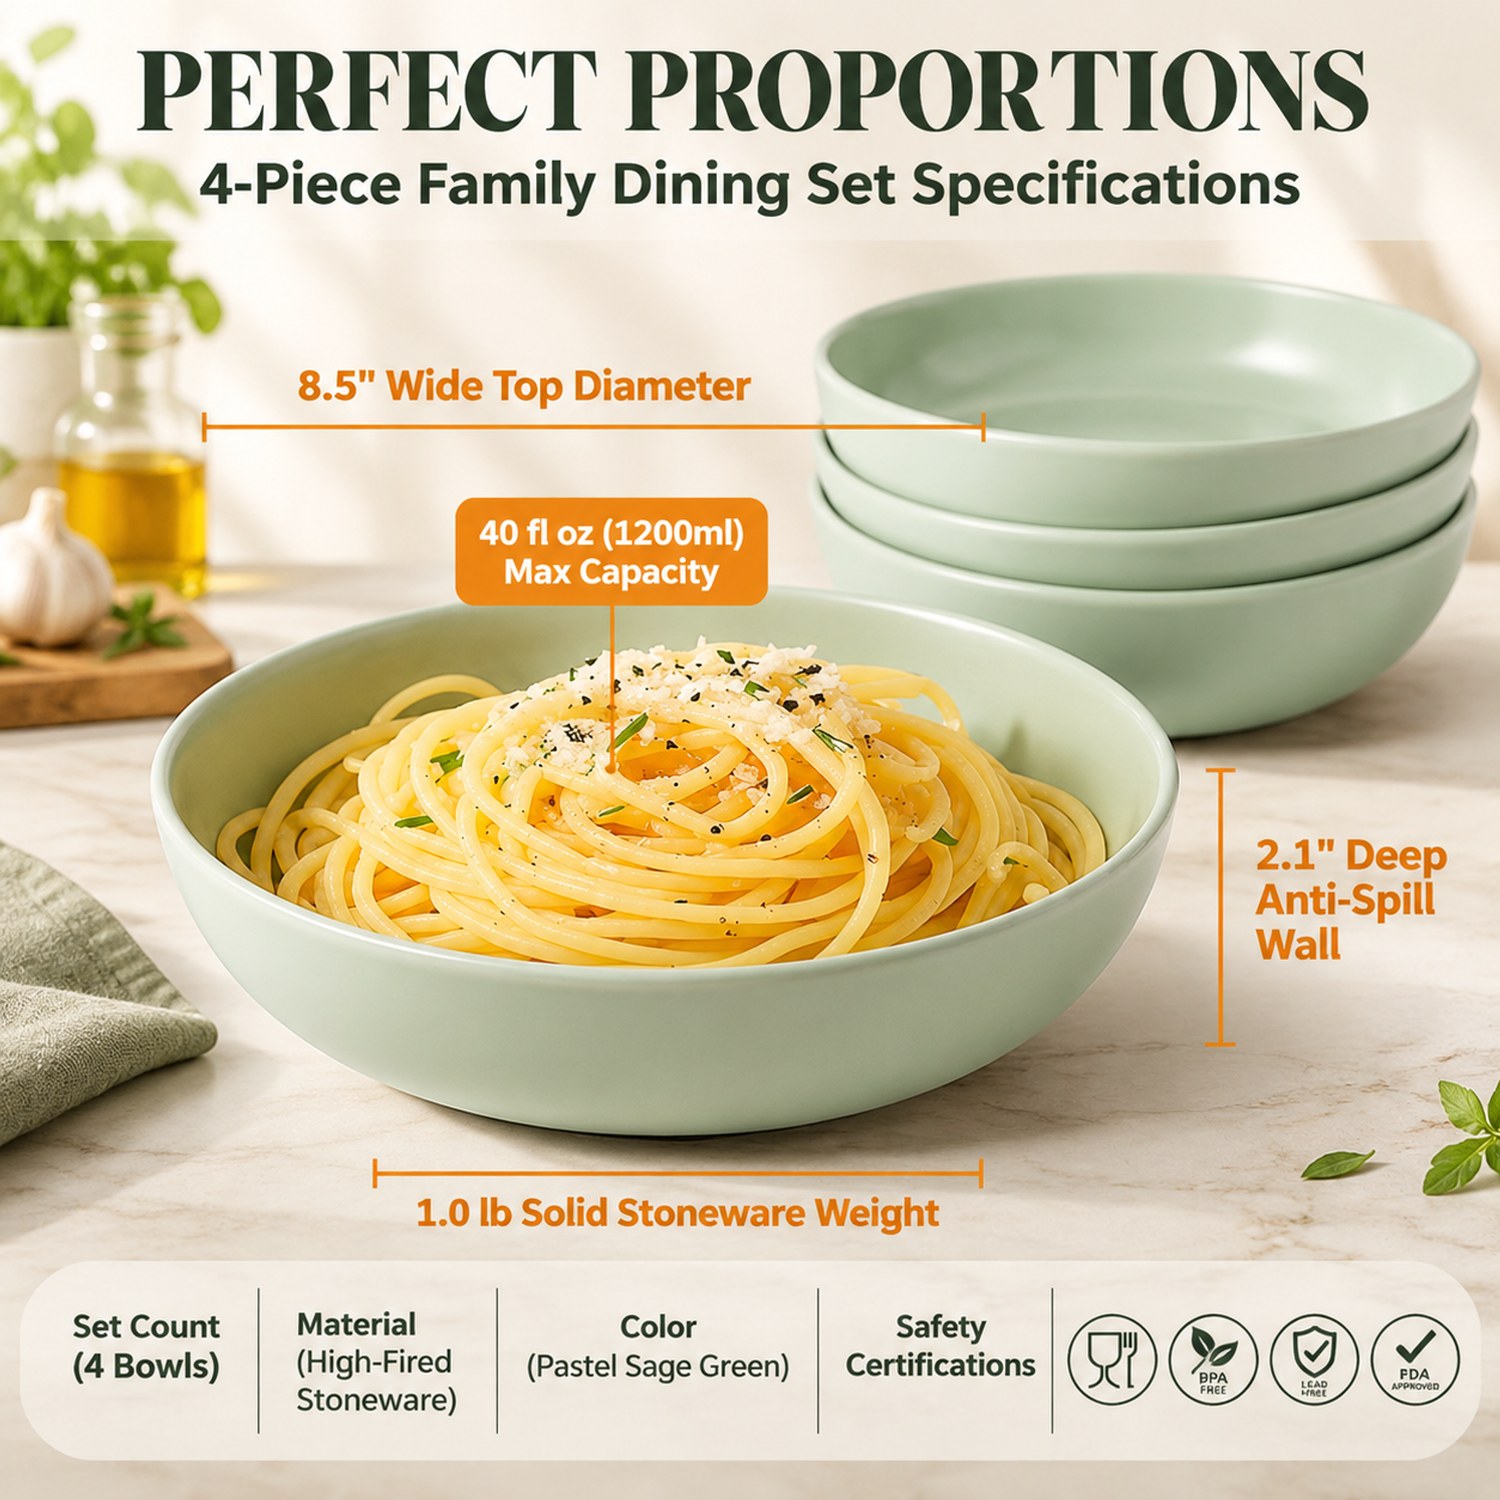 PERFECT PROPORTIONS
4-Piece Family Dining Set Specifications
8.5" Wide Top Diameter
40 fl oz (1200ml)
Max Capacity
2.1" Deep
Anti-Spill
Wall
1.0 lb Solid Stoneware Weight
Set Count
(4 Bowls)
Material
(High-Fired
Stoneware)
Color
(Pastel Sage Green)
Safety
Certifications
BPA
FREE
LEAD
FREE
FDA
APPROVED